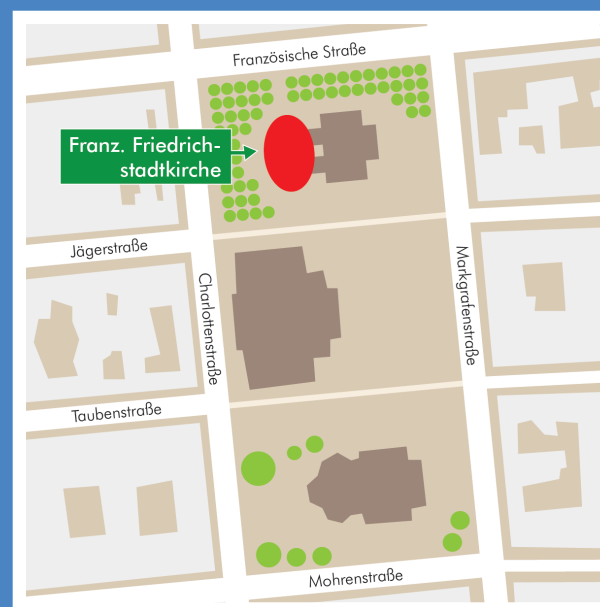 Französische Straße
Franz. Friedrich-
stadtkirche
Jägerstraße
Charlottenstraße
Markgrafenstraße
Taubenstraße
Mohrenstraße